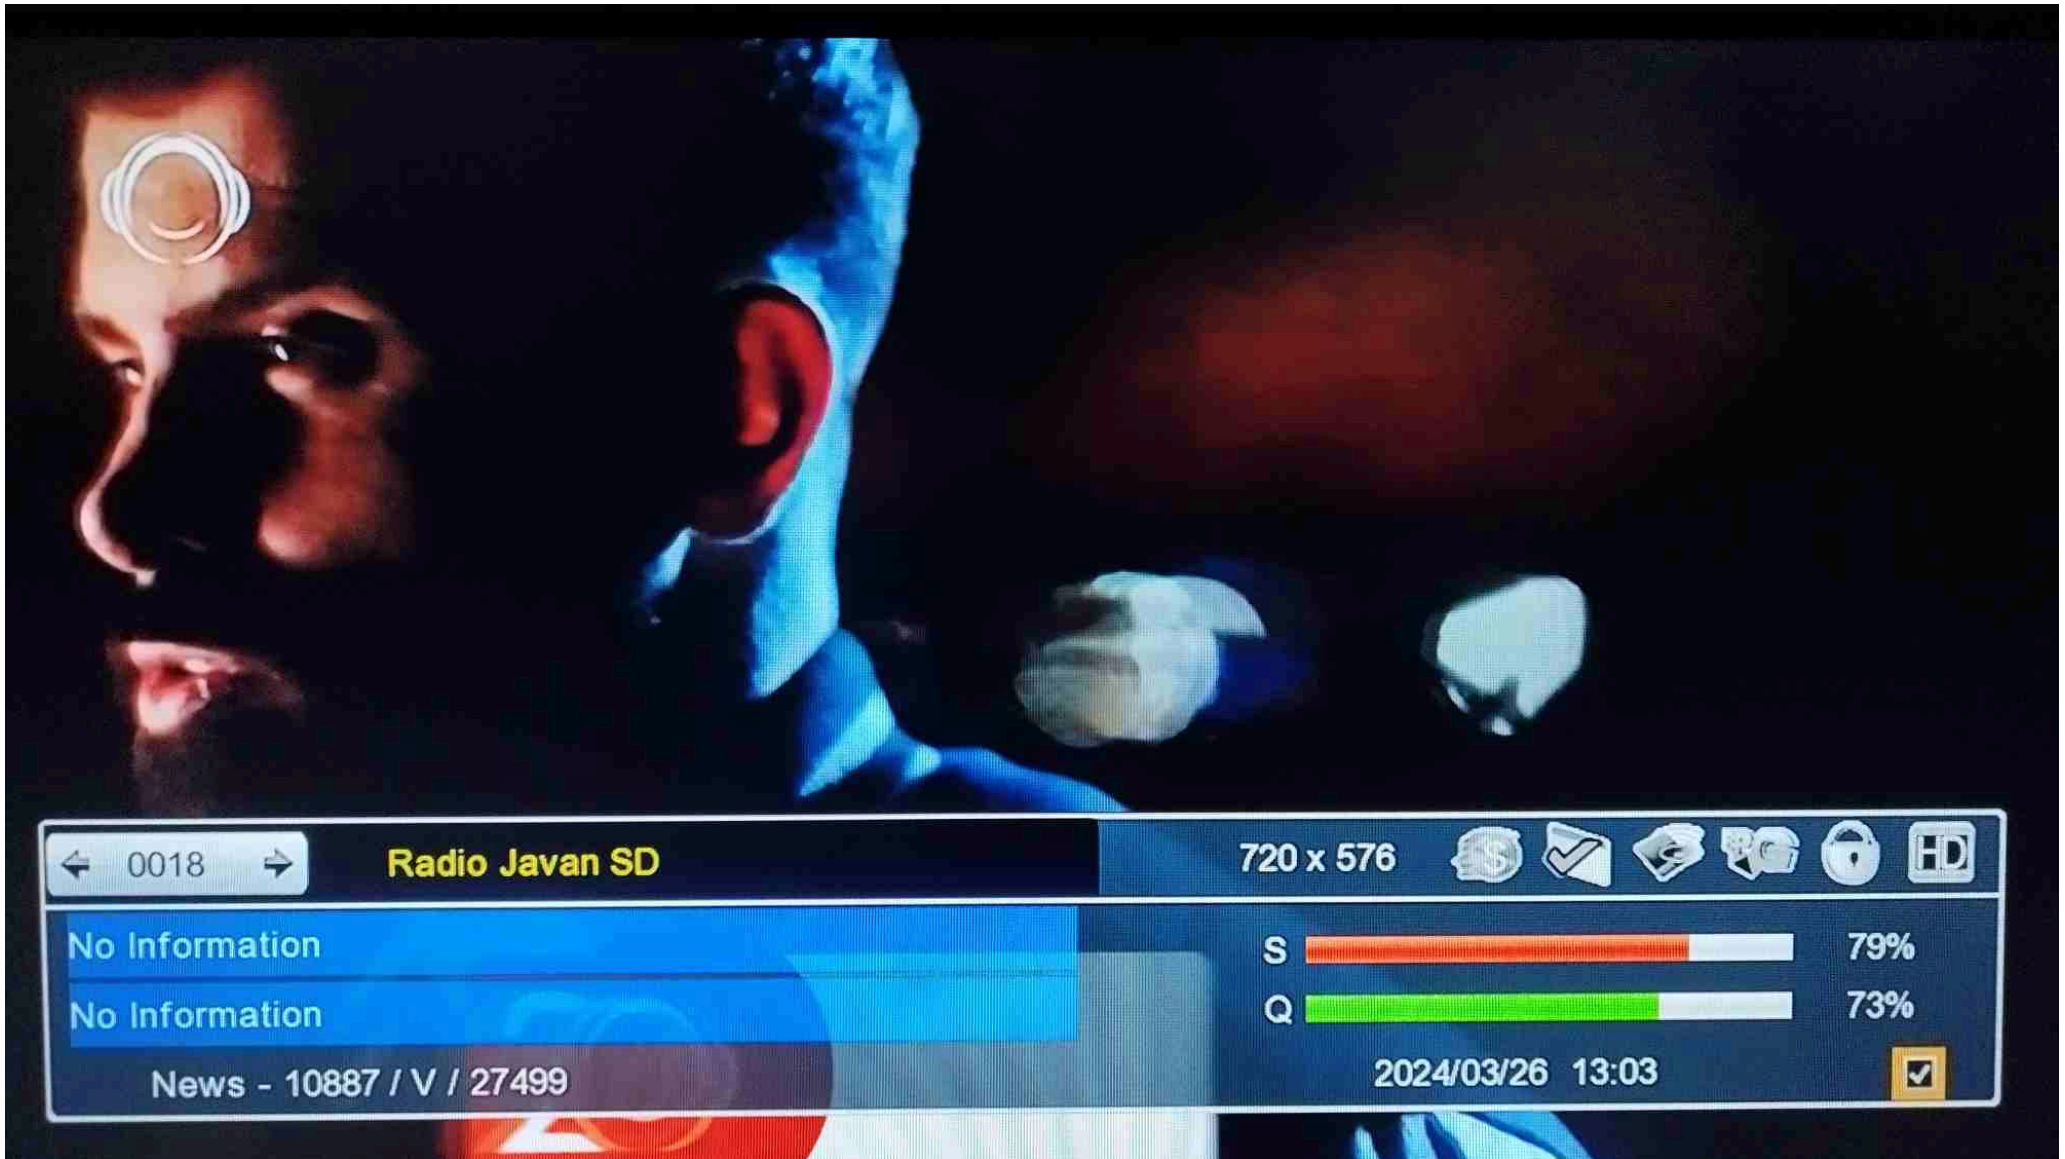 0018
Radio Javan SD
720 x 576
HD
No Information
No Information
S 79%
Q 73%
News - 10887 / V / 27499
2024/03/26 13:03